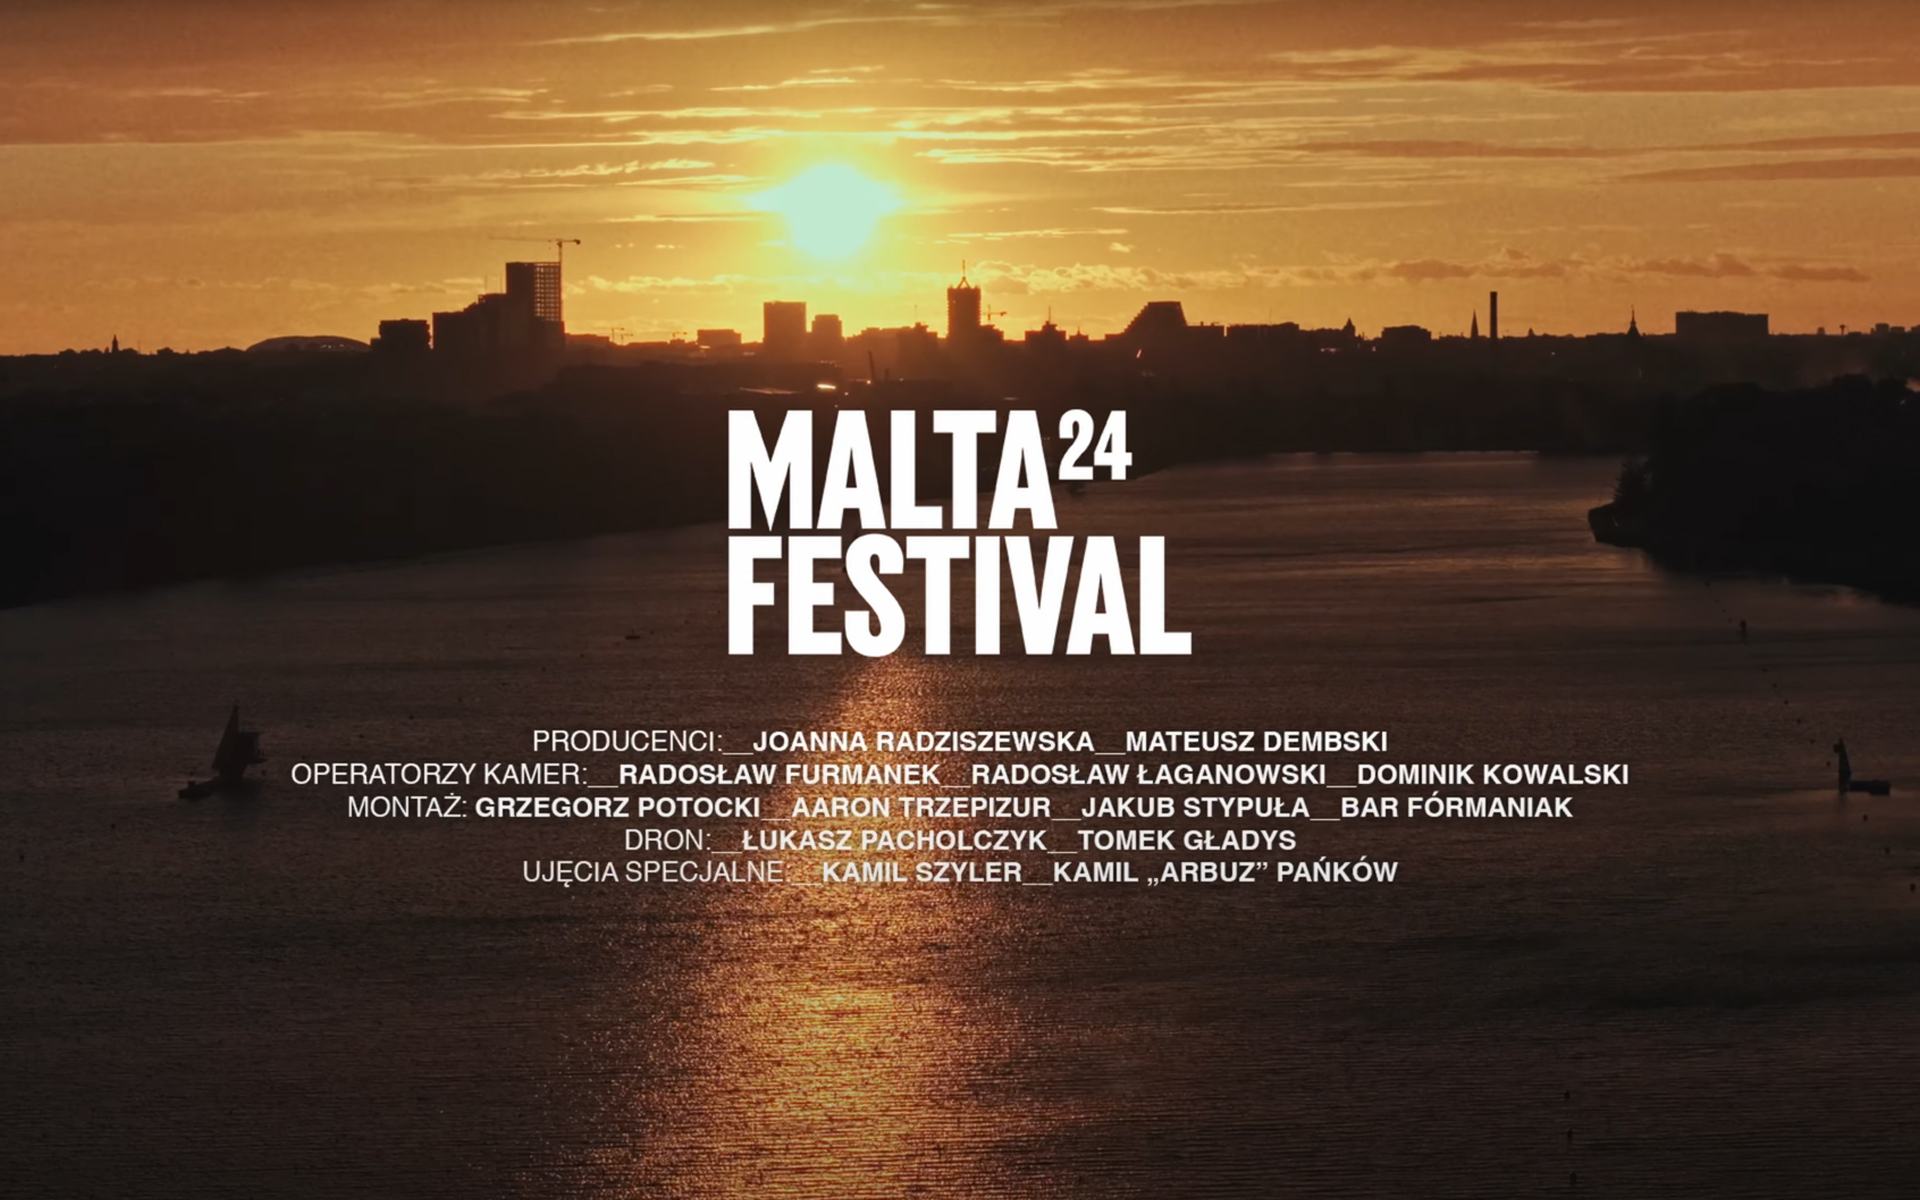 MALTA24
FESTIVAL
PRODUCENCI:__JOANNA RADZISZEWSKA__MATEUSZ DEMBSKI
OPERATORZY KAMER:__RADOSŁAW FURMANEK__RADOSŁAW ŁAGANOWSKI__DOMINIK KOWALSKI
MONTAŻ: GRZEGORZ POTOCKI__AARON TRZEPIZUR__JAKUB STYPUŁA__BAR FÓRMANIAK
DRON:__ŁUKASZ PACHOLCZYK__TOMEK GŁADYS
UJĘCIA SPECJALNE:__KAMIL SZYLER__KAMIL „ARBUZ” PAŃKÓW